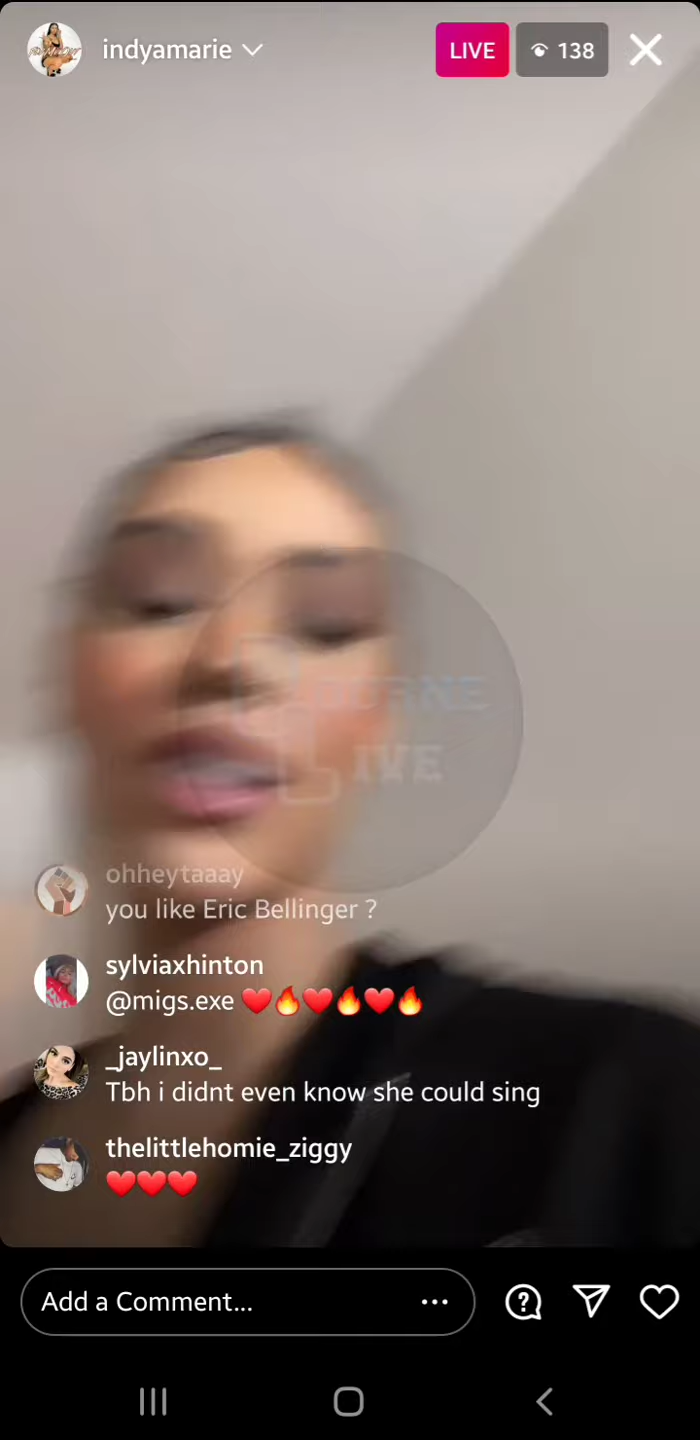 indyamarie
LIVE
138
ohheytaaay
you like Eric Bellinger ?
sylviaxhinton
@migs.exe ❤️🔥❤️🔥❤️🔥
_jaylinxo_
Tbh i didnt even know she could sing
thelittlehomie_ziggy
❤️❤️❤️
Add a Comment...